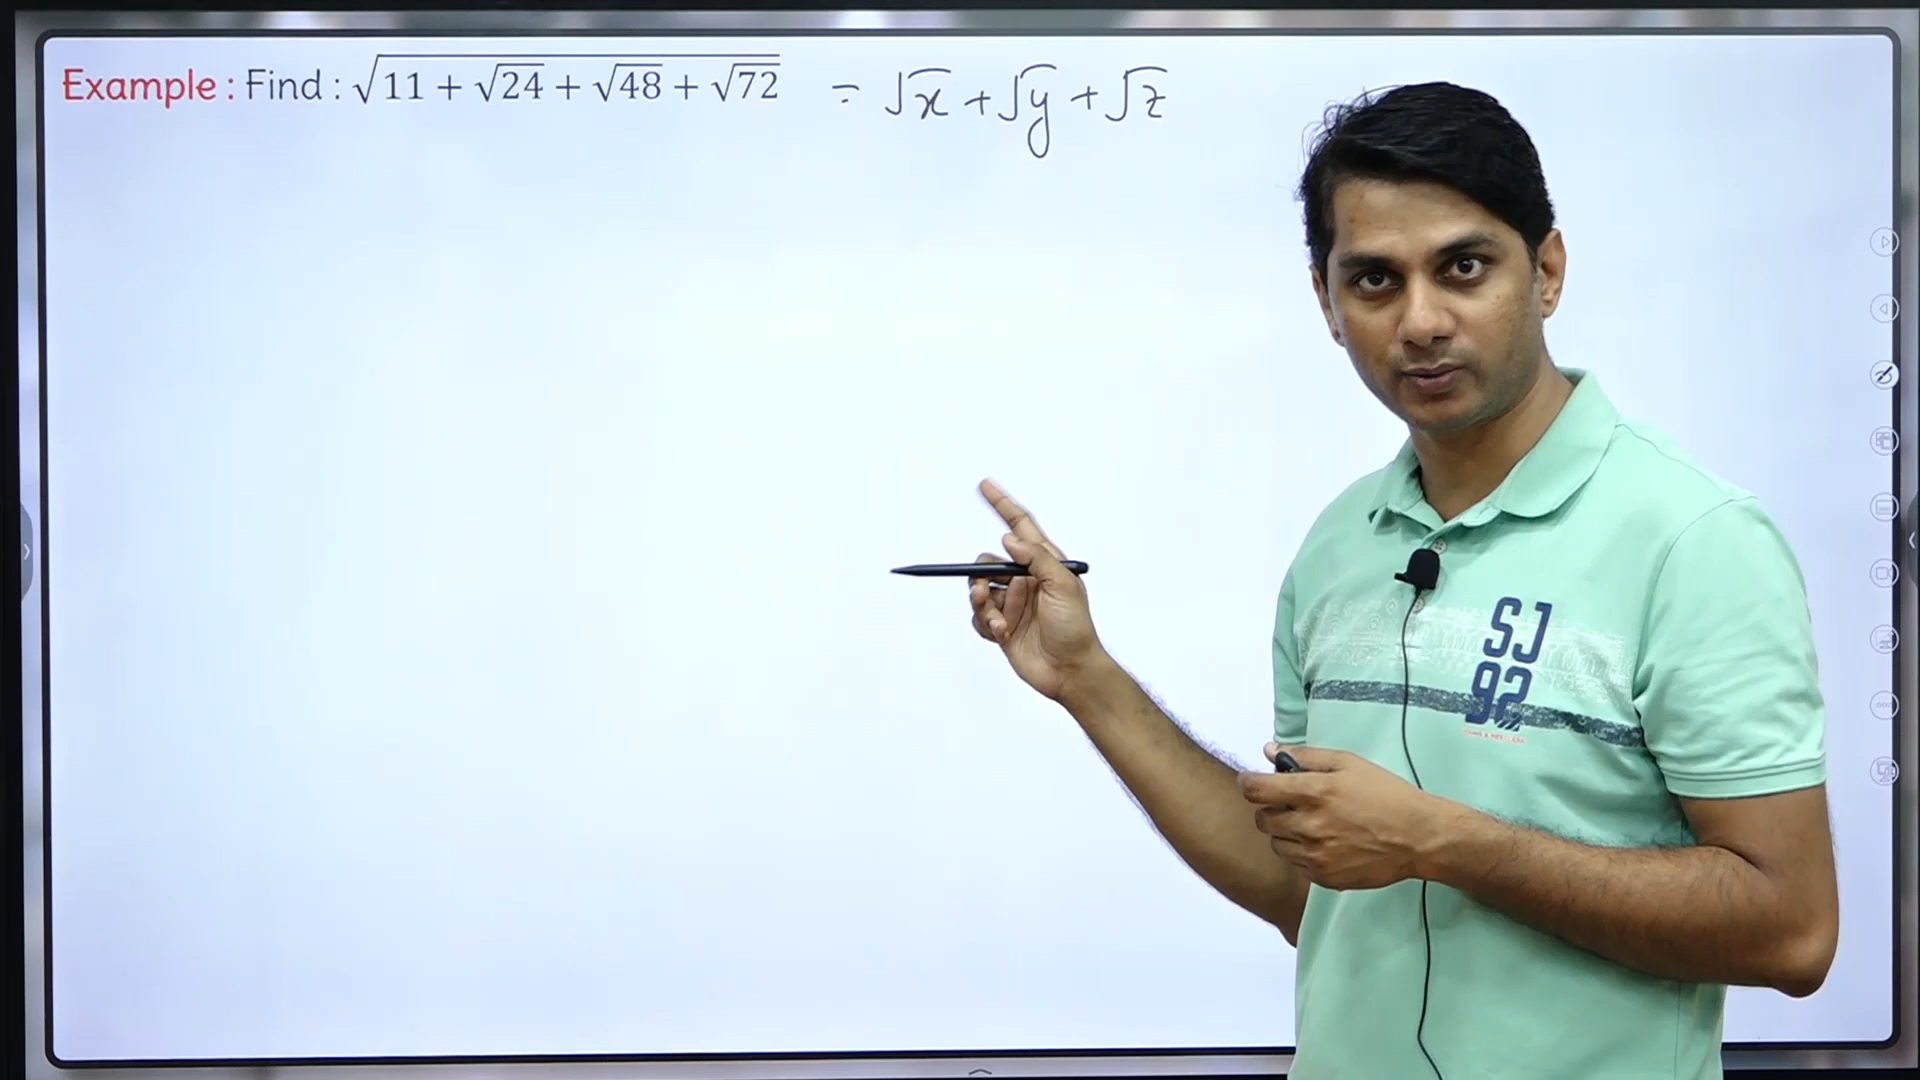 Example : Find : √(11 + √24 + √48 + √72) = √x + √y + √z
SJ
92